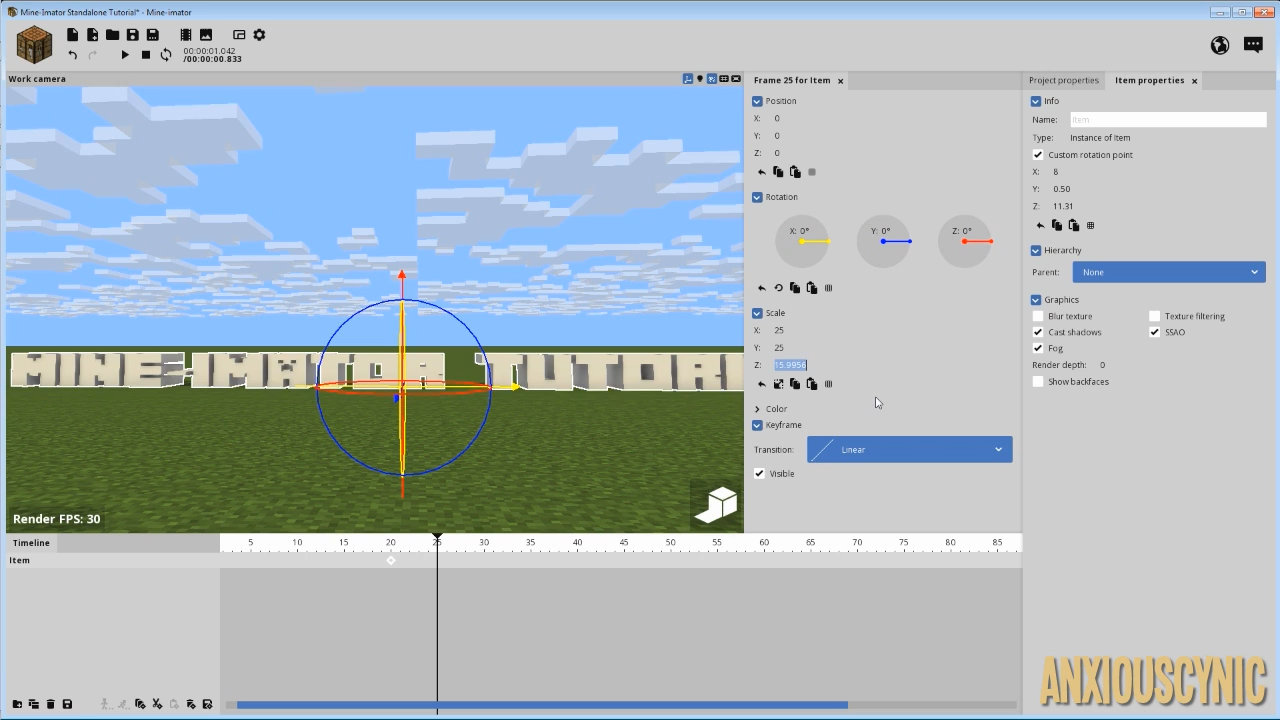 Mine-Imator Standalone Tutorial* - Mine-imator
00:00:01.042
/00:00:00.833
Work camera
MINE-IMATOR TUTOR
Render FPS: 30
Frame 25 for Item
Position
X: 0
Y: 0
Z: 0
Rotation
X: 0° Y: 0° Z: 0°
Scale
X: 25
Y: 25
Z: 15.9956
Color
Keyframe
Transition: Linear
Visible
Project properties Item properties
Info
Name: Item
Type: Instance of Item
Custom rotation point
X: 8
Y: 0.50
Z: 11.31
Hierarchy
Parent: None
Graphics
Blur texture Texture filtering
Cast shadows SSAO
Fog
Render depth: 0
Show backfaces
Timeline
5 10 15 20 25 30 35 40 45 50 55 60 65 70 75 80 85
Item
ANXIOUSCYNIC